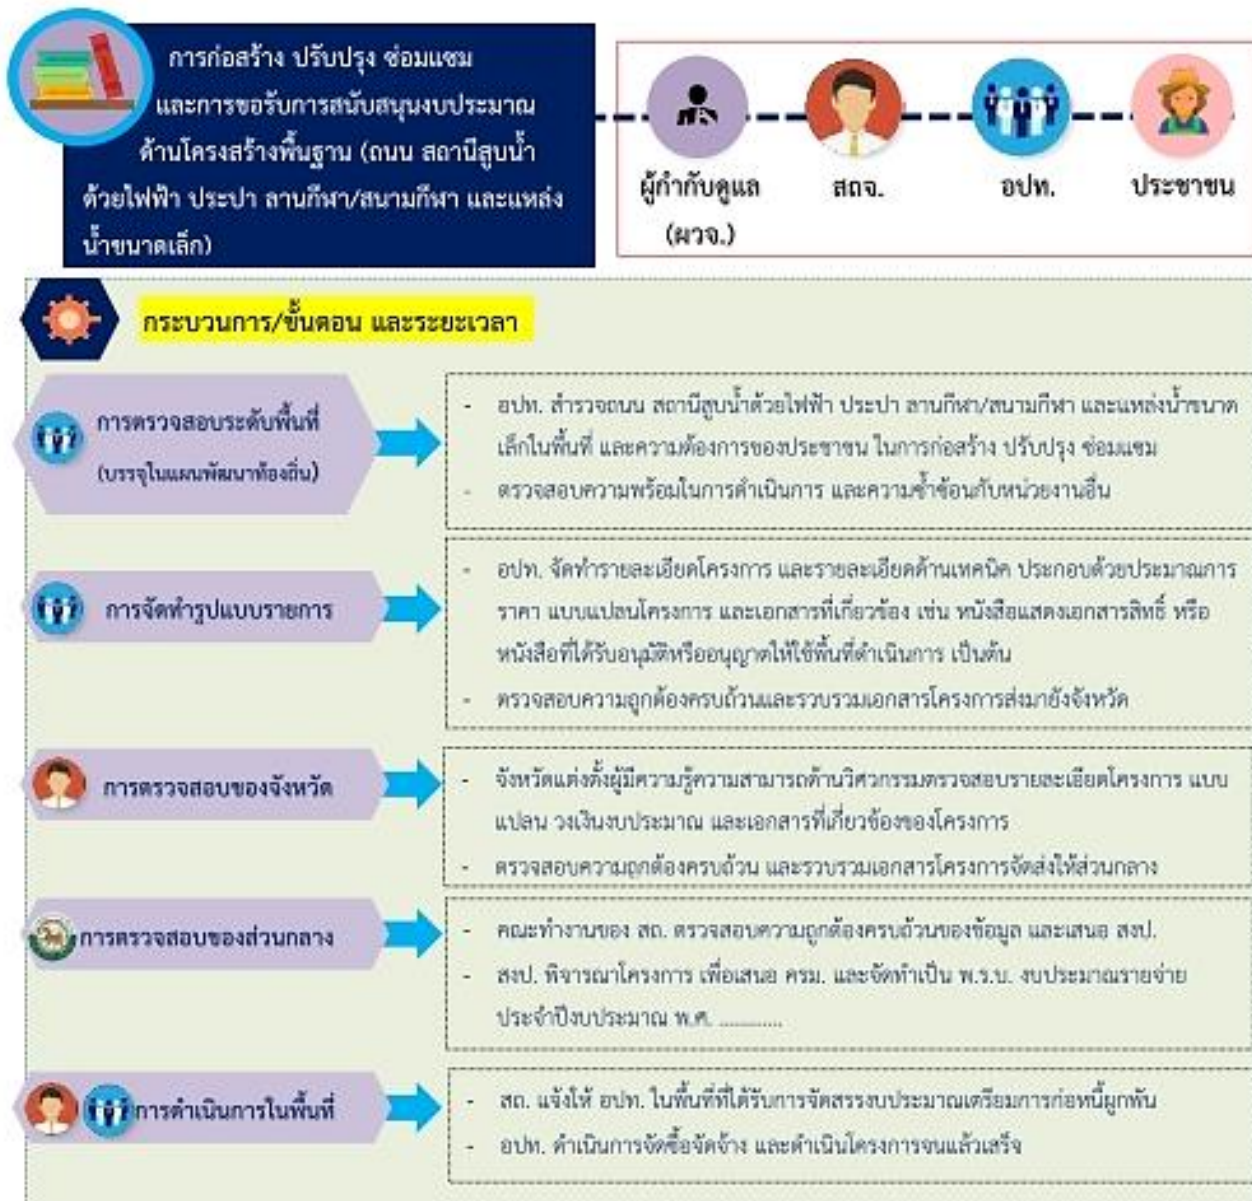 การก่อสร้าง ปรับปรุง ซ่อมแซม
และการขอรับการสนับสนุนงบประมาณ
ด้านโครงสร้างพื้นฐาน (ถนน สถานีสูบน้ำ
ด้วยไฟฟ้า ประปา ลานกีฬา/สนามกีฬา และแหล่ง
น้ำขนาดเล็ก)
ผู้กำกับดูแล
(ผวจ.)
สถจ.
อปท.
ประชาชน
กระบวนการ/ขั้นตอน และระยะเวลา
การตรวจสอบระดับพื้นที่
(บรรจุในแผนพัฒนาท้องถิ่น)
- อปท. สำรวจถนน สถานีสูบน้ำด้วยไฟฟ้า ประปา ลานกีฬา/สนามกีฬา และแหล่งน้ำขนาด
เล็กในพื้นที่ และความต้องการของประชาชน ในการก่อสร้าง ปรับปรุง ซ่อมแซม
- ตรวจสอบความพร้อมในการดำเนินการ และความซ้ำซ้อนกับหน่วยงานอื่น
การจัดทำรูปแบบรายการ
- อปท. จัดทำรายละเอียดโครงการ และรายละเอียดด้านเทคนิค ประกอบด้วยประมาณการ
ราคา แบบแปลนโครงการ และเอกสารที่เกี่ยวข้อง เช่น หนังสือแสดงเอกสารสิทธิ์ หรือ
หนังสือที่ได้รับอนุมัติหรืออนุญาตให้ใช้พื้นที่ดำเนินการ เป็นต้น
- ตรวจสอบความถูกต้องครบถ้วนและรวบรวมเอกสารโครงการส่งมายังจังหวัด
การตรวจสอบของจังหวัด
- จังหวัดแต่งตั้งผู้มีความรู้ความสามารถด้านวิศวกรรมตรวจสอบรายละเอียดโครงการ แบบ
แปลน วงเงินงบประมาณ และเอกสารที่เกี่ยวข้องของโครงการ
- ตรวจสอบความถูกต้องครบถ้วน และรวบรวมเอกสารโครงการจัดส่งให้ส่วนกลาง
การตรวจสอบของส่วนกลาง
- คณะทำงานของ สถ. ตรวจสอบความถูกต้องครบถ้วนของข้อมูล และเสนอ สงป.
- สงป. พิจารณาโครงการ เพื่อเสนอ ครม. และจัดทำเป็น พ.ร.บ. งบประมาณรายจ่าย
ประจำปีงบประมาณ พ.ศ. ............
การดำเนินการในพื้นที่
- สถ. แจ้งให้ อปท. ในพื้นที่ที่ได้รับการจัดสรรงบประมาณเตรียมการก่อหนี้ผูกพัน
- อปท. ดำเนินการจัดซื้อจัดจ้าง และดำเนินโครงการจนแล้วเสร็จ